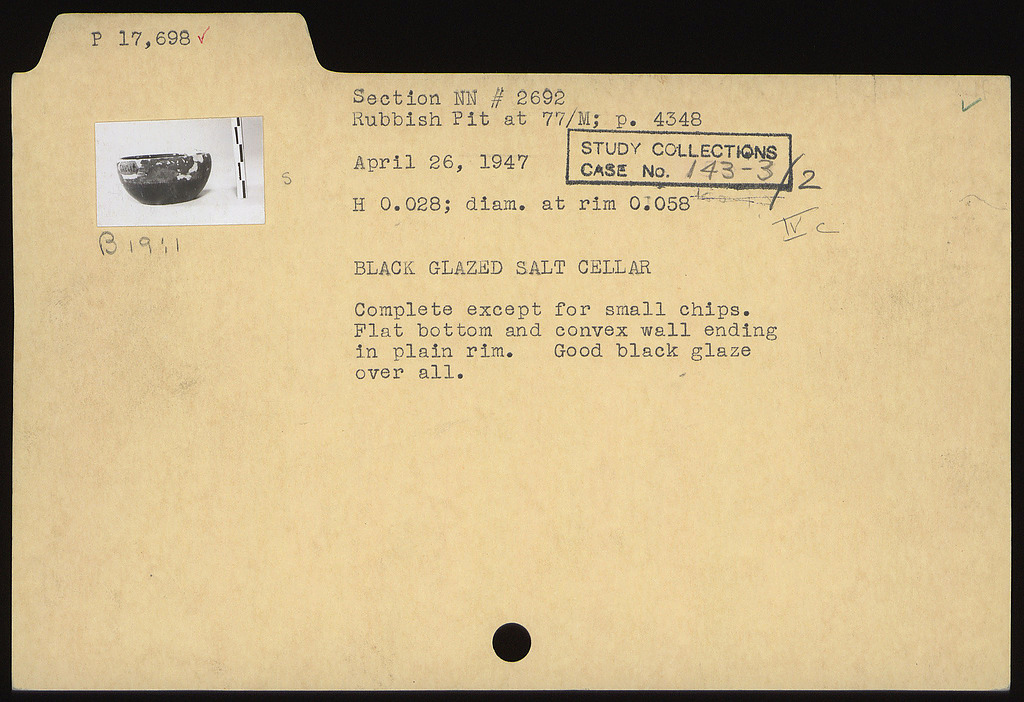 P 17,698 ✓
Section NN # 2692
Rubbish Pit at 77/M; p. 4348
STUDY COLLECTIONS
CASE No. 143-3/2
April 26, 1947
S
H 0.028; diam. at rim 0.058
IV c
B 1911
BLACK GLAZED SALT CELLAR
Complete except for small chips.
Flat bottom and convex wall ending
in plain rim. Good black glaze
over all.